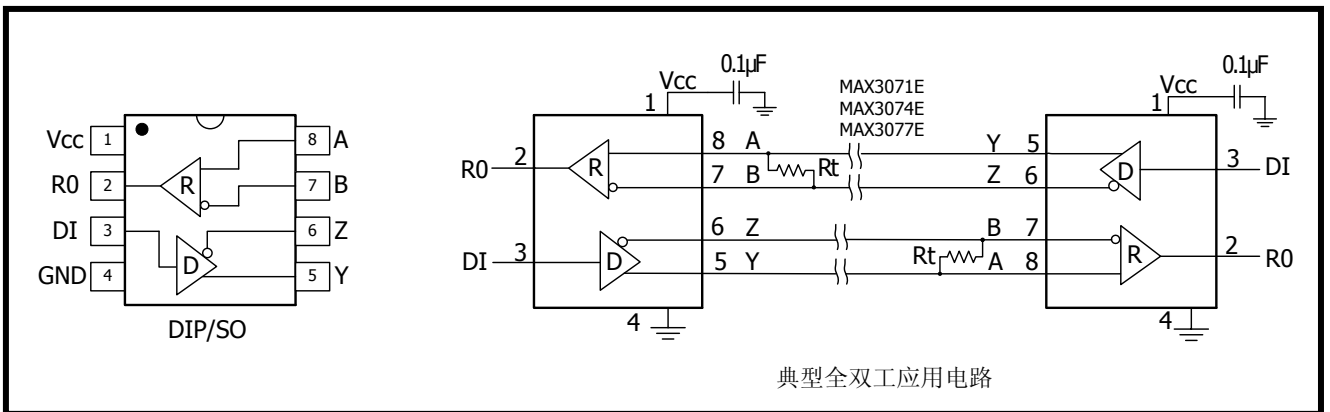 Vcc 1 8 A
R0 2 R 7 B
DI 3 6 Z
GND 4 D 5 Y
DIP/SO
0.1μF
Vcc
1
MAX3071E
MAX3074E
MAX3077E
0.1μF
Vcc
1
R0 2 R 8 A Y 5 D 3 DI
7 B Rt Z 6
DI 3 D 6 Z B 7 R 2 R0
5 Y Rt A 8
4 4
典型全双工应用电路